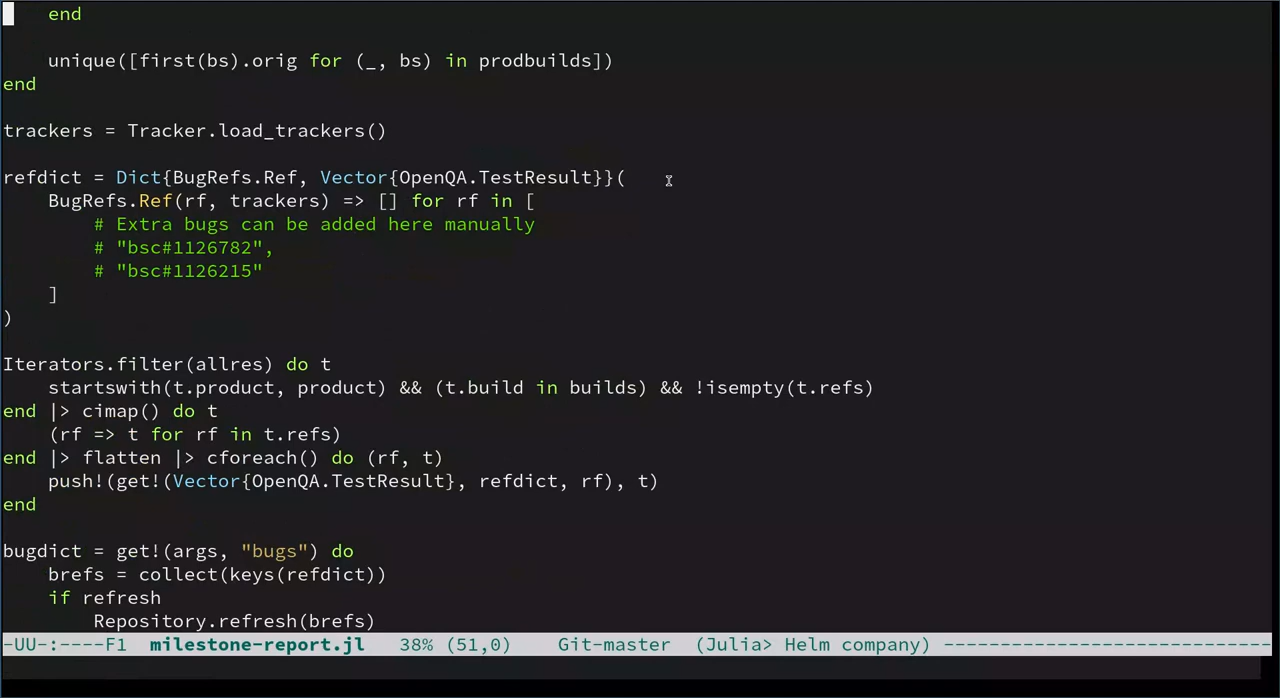 end

    unique([first(bs).orig for (_, bs) in prodbuilds])
end

trackers = Tracker.load_trackers()

refdict = Dict{BugRefs.Ref, Vector{OpenQA.TestResult}}(
    BugRefs.Ref(rf, trackers) => [] for rf in [
        # Extra bugs can be added here manually
        # "bsc#1126782",
        # "bsc#1126215"
    ]
)

Iterators.filter(allres) do t
    startswith(t.product, product) && (t.build in builds) && !isempty(t.refs)
end |> cimap() do t
    (rf => t for rf in t.refs)
end |> flatten |> cforeach() do (rf, t)
    push!(get!(Vector{OpenQA.TestResult}, refdict, rf), t)
end

bugdict = get!(args, "bugs") do
    brefs = collect(keys(refdict))
    if refresh
        Repository.refresh(brefs)
-UU-:----F1  milestone-report.jl   38% (51,0)    Git-master  (Julia> Helm company) -----------------------------